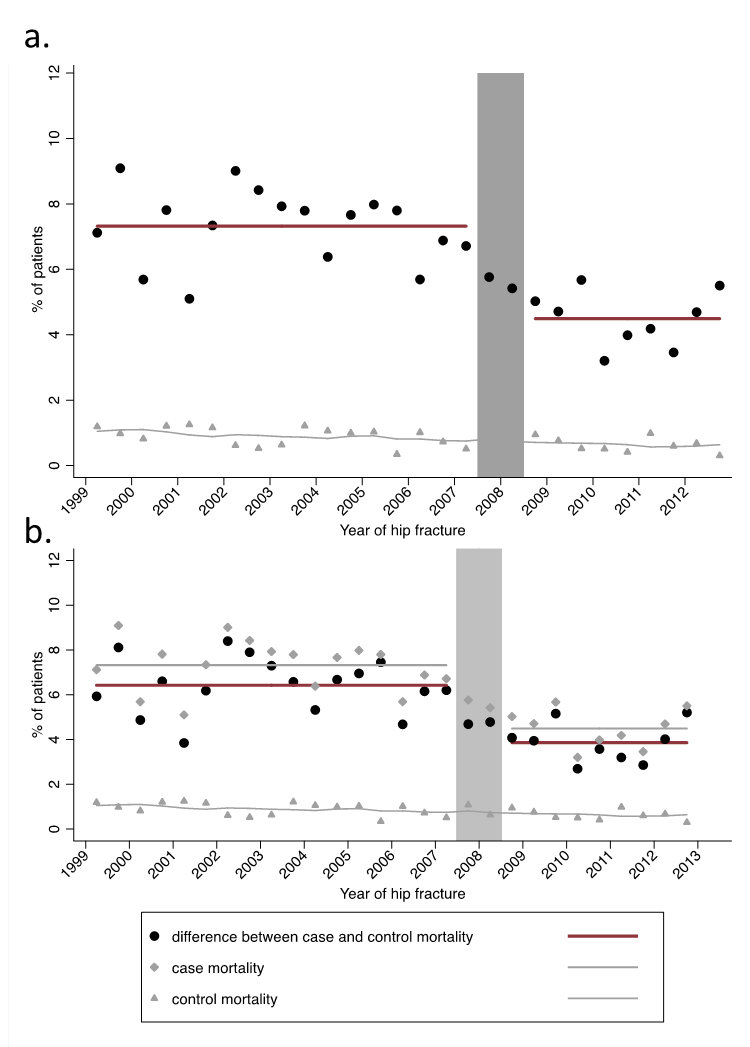 a.
12
10
8
6
4
2
0
% of patients
1999 2000 2001 2002 2003 2004 2005 2006 2007 2008 2009 2010 2011 2012
Year of hip fracture
b.
12
10
8
6
4
2
0
% of patients
1999 2000 2001 2002 2003 2004 2005 2006 2007 2008 2009 2010 2011 2012 2013
Year of hip fracture
difference between case and control mortality
case mortality
control mortality